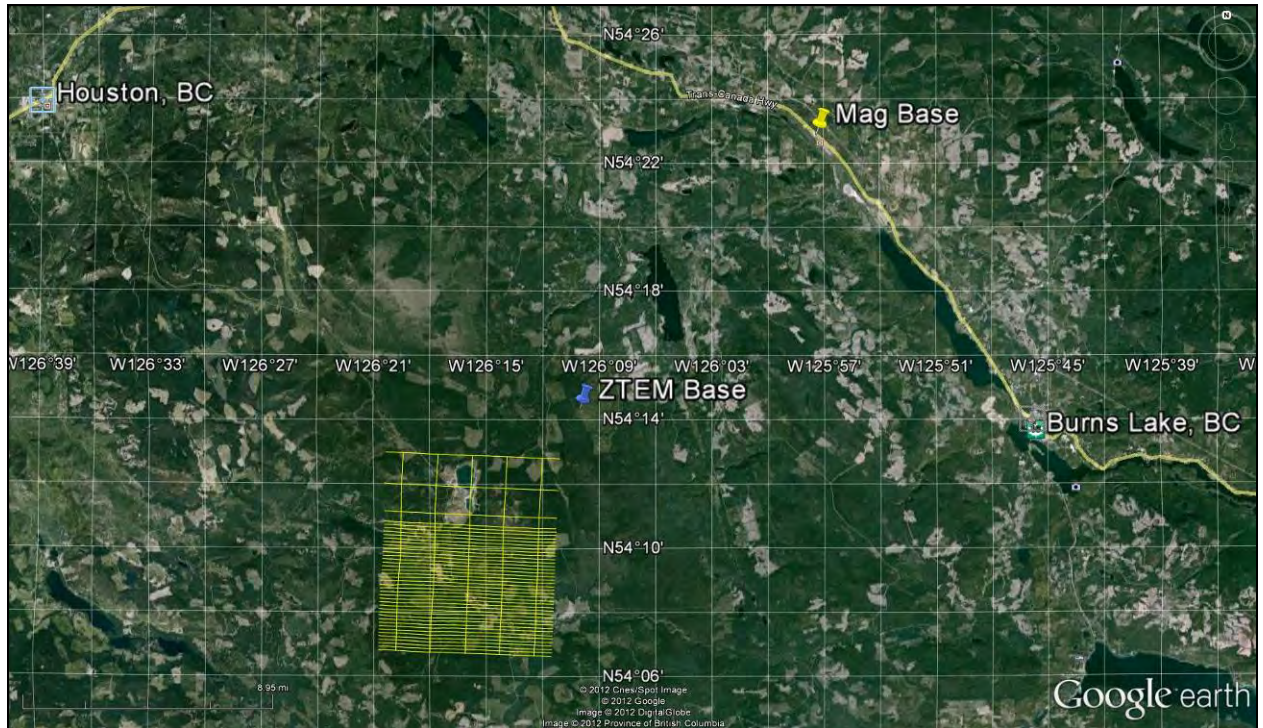 N
N54°26'
Houston, BC
Trans-Canada Hwy
Mag Base
N54°22'
N54°18'
W126°39' W126°33' W126°27' W126°21' W126°15' W126°09' W126°03' W125°57' W125°51' W125°45' W125°39' W
ZTEM Base
N54°14'
Burns Lake, BC
N54°10'
N54°06'
8.95 mi
© 2012 Cnes/Spot Image
© 2012 Google
Image © 2012 DigitalGlobe
Image © 2012 Province of British Columbia
Google earth